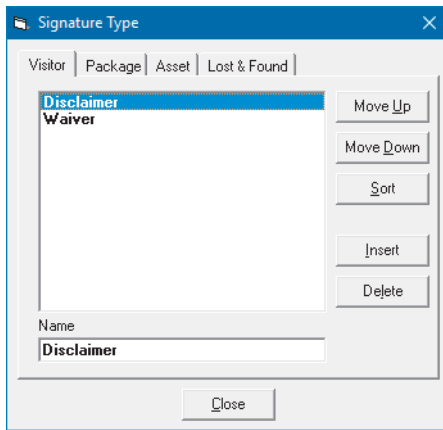 Signature Type
Visitor Package Asset Lost & Found
Disclaimer
Waiver
Move Up
Move Down
Sort
Insert
Delete
Name
Disclaimer
Close